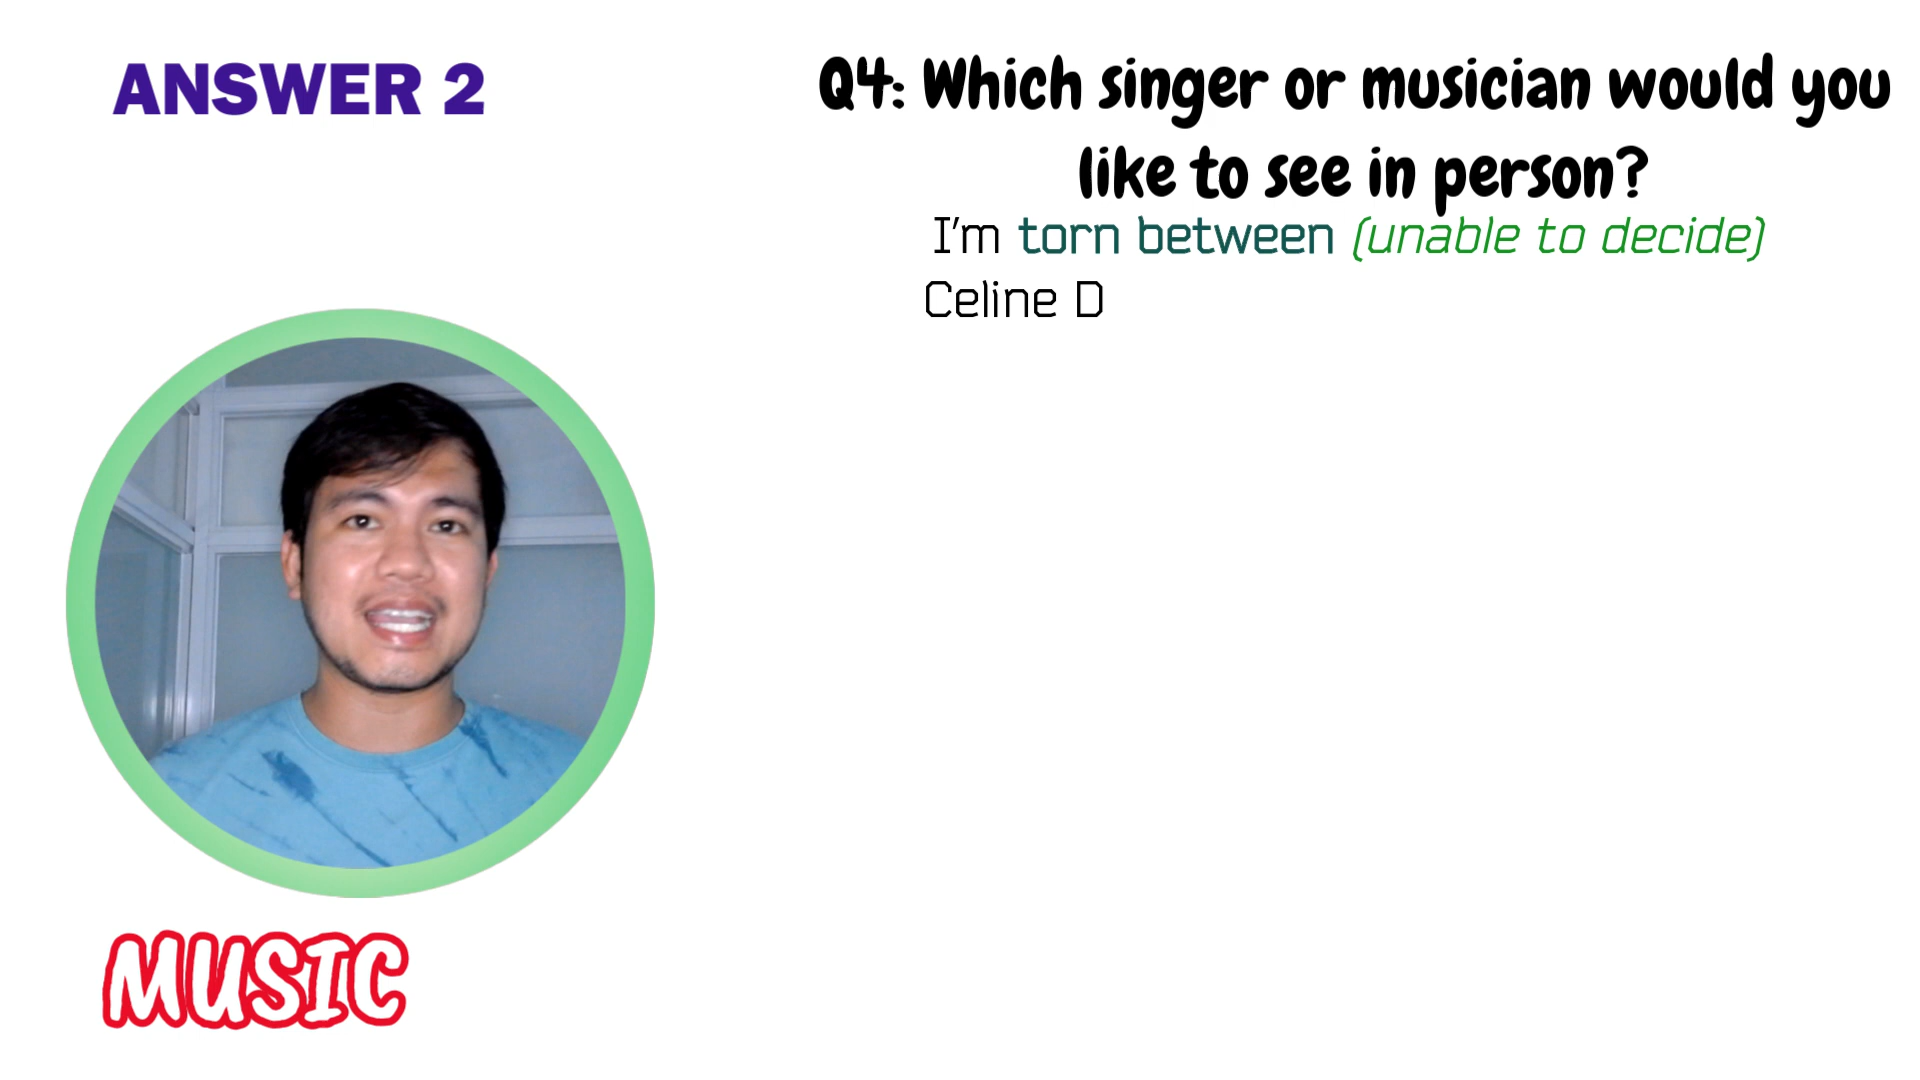 ANSWER 2
Q4: Which singer or musician would you
like to see in person?
I'm torn between (unable to decide)
Celine D
MUSIC